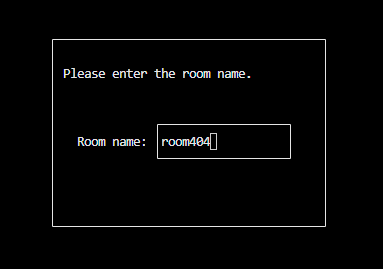 Please enter the room name.
Room name: room404